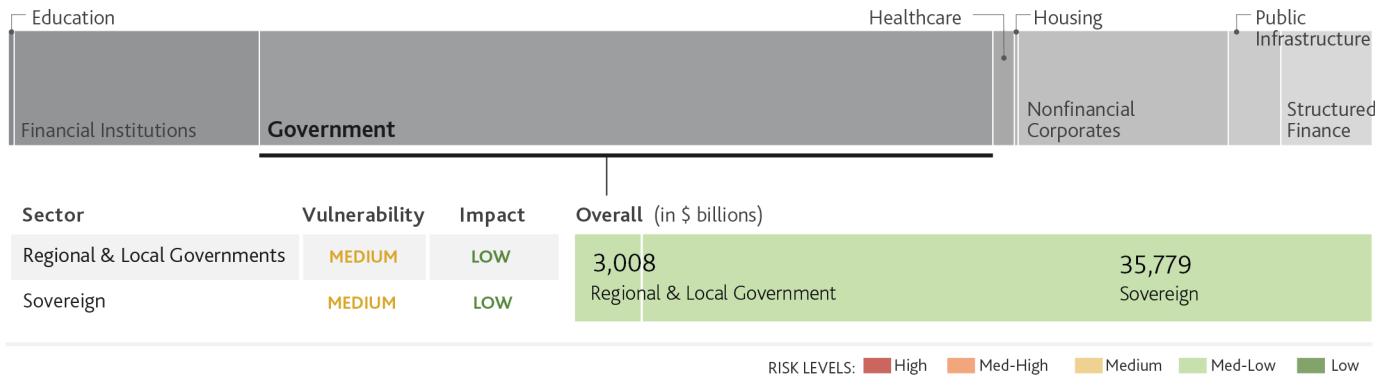 Education
Healthcare
Housing
Public
Infrastructure
Financial Institutions
Government
Nonfinancial
Corporates
Structured
Finance
Sector Vulnerability Impact Overall (in $ billions)
Regional & Local Governments MEDIUM LOW
3,008
Regional & Local Government
35,779
Sovereign
Sovereign MEDIUM LOW
RISK LEVELS: High Med-High Medium Med-Low Low